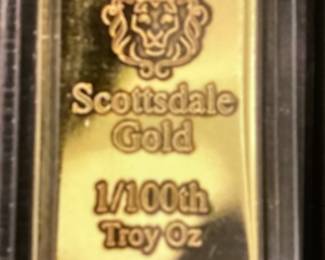 Scottsdale
Gold
1/100th
Troy Oz